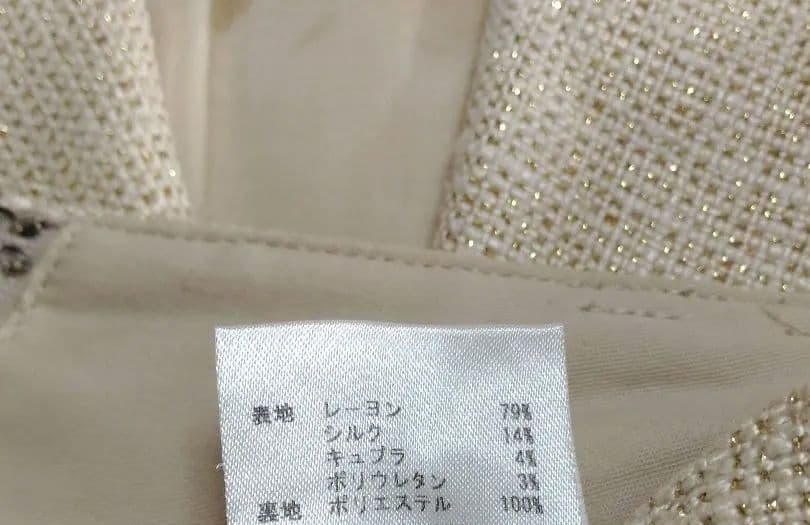 表地 レーヨン 79%
シルク 14%
キュプラ 4%
ポリウレタン 3%
裏地 ポリエステル 100%